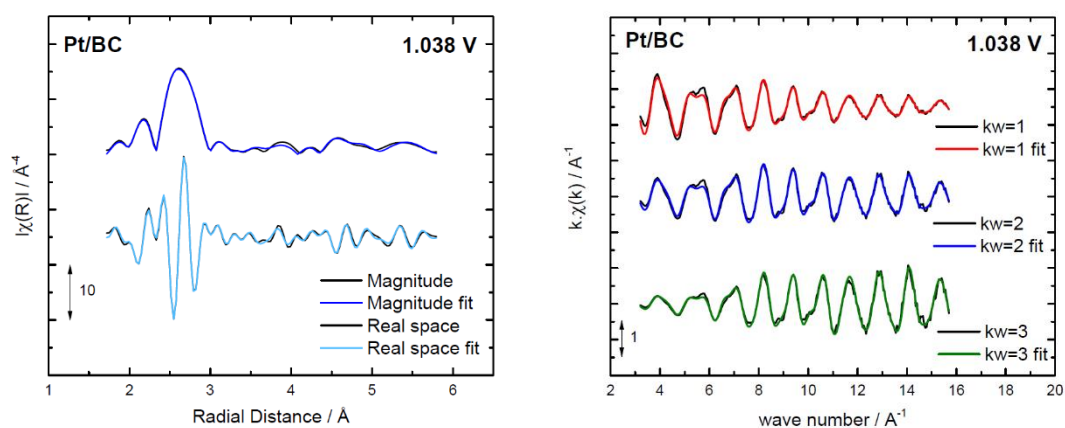 Pt/BC
1.038 V
|χ(R)| / Å⁻⁴
10
Magnitude
Magnitude fit
Real space
Real space fit
1 2 3 4 5 6
Radial Distance / Å
Pt/BC
1.038 V
k.χ(k) / A⁻¹
kw=1
kw=1 fit
kw=2
kw=2 fit
1
kw=3
kw=3 fit
0 2 4 6 8 10 12 14 16 18 20
wave number / A⁻¹